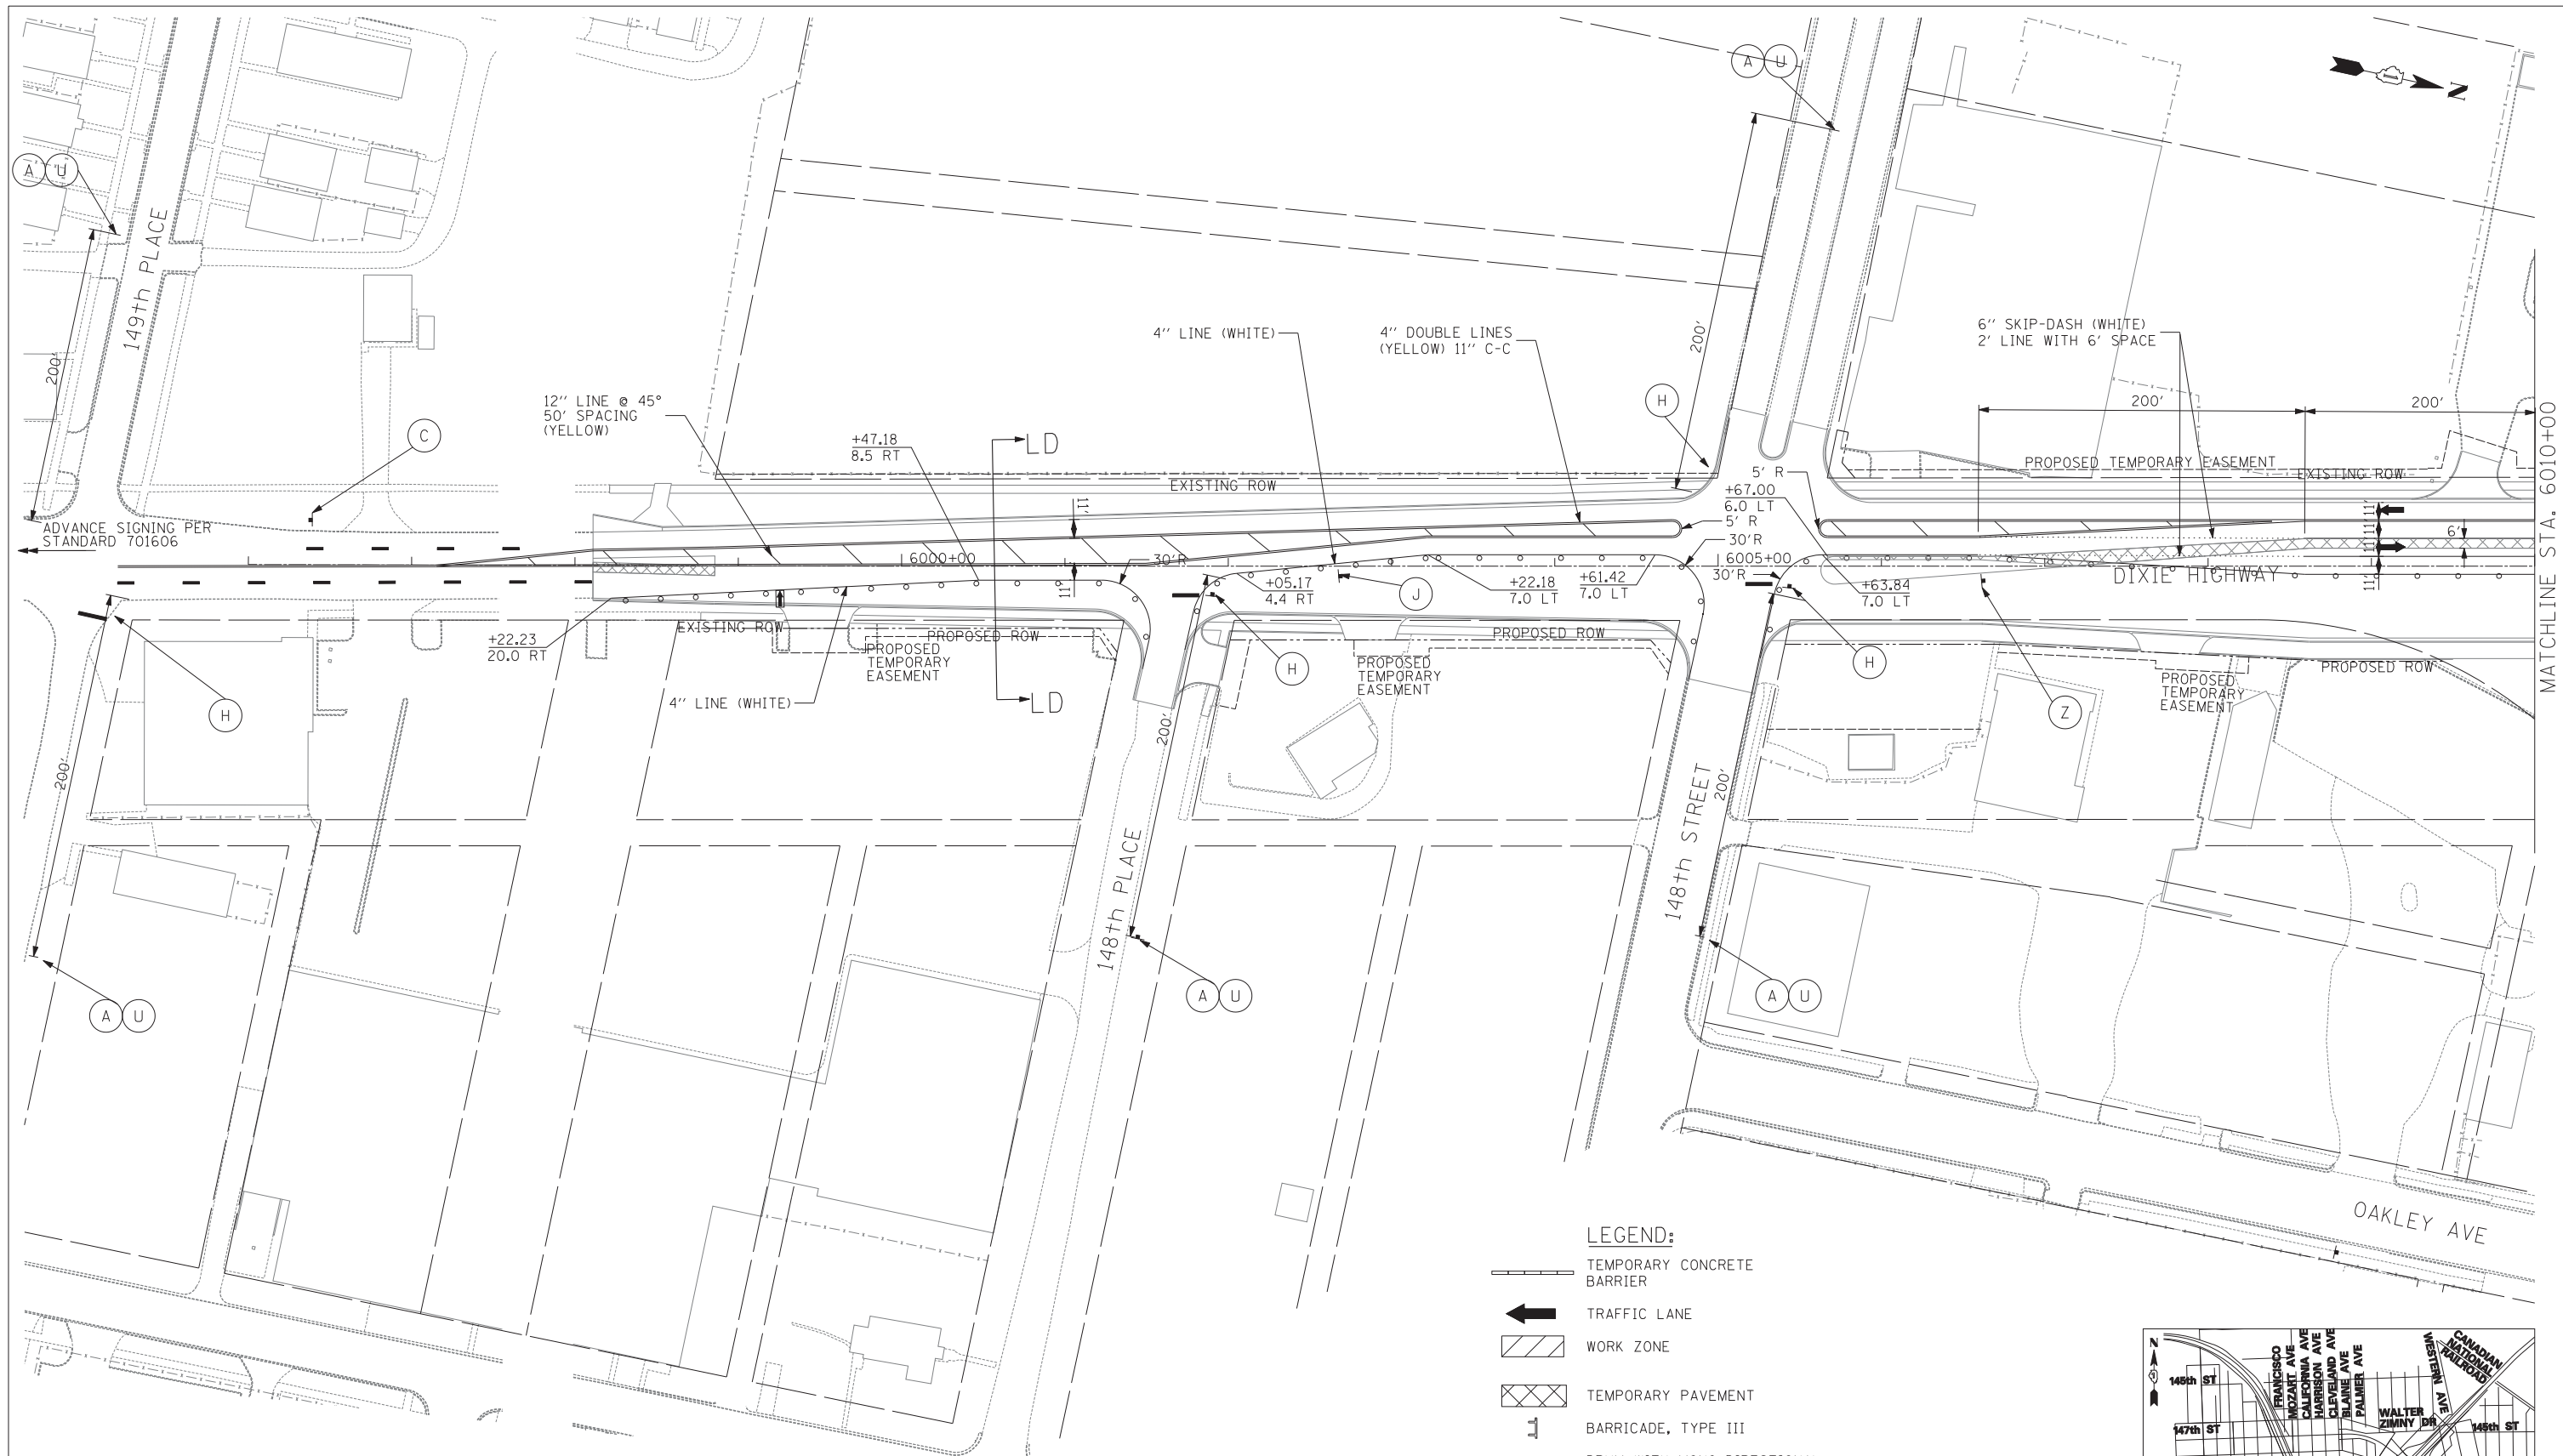 A U
N
A U
149th PLACE
200'
200'
C
H
4'' LINE (WHITE)
4'' DOUBLE LINES
(YELLOW) 11'' C-C
6'' SKIP-DASH (WHITE)
2' LINE WITH 6' SPACE
200'
200'
12'' LINE @ 45°
50' SPACING
(YELLOW)
+47.18
8.5 RT
LD
EXISTING ROW
5' R
PROPOSED TEMPORARY EASEMENT
EXISTING ROW
+67.00
6.0 LT
MATCHLINE STA. 6010+00
ADVANCE SIGNING PER
STANDARD 701606
11'
5' R
30'R
11'
11'
6'
11'
6000+00
30'R
6005+00
30'R
11'
+05.17
4.4 RT
J
+22.18
7.0 LT
+61.42
7.0 LT
+63.84
7.0 LT
DIXIE HIGHWAY
+22.23
20.0 RT
EXISTING ROW
PROPOSED ROW
PROPOSED
TEMPORARY
EASEMENT
H
PROPOSED ROW
PROPOSED
TEMPORARY
EASEMENT
H
PROPOSED ROW
PROPOSED
TEMPORARY
EASEMENT
4'' LINE (WHITE)
LD
H
Z
200'
200'
200'
148th PLACE
148th STREET
A U
A U
A U
OAKLEY AVE
LEGEND:
TEMPORARY CONCRETE
BARRIER
TRAFFIC LANE
WORK ZONE
TEMPORARY PAVEMENT
BARRICADE, TYPE III
N
145th ST
FRANCISCO
MOZART AVE
CALIFORNIA AVE
HARRISON AVE
CLEVELAND AVE
BLAINE AVE
PALMER AVE
WESTERN AVE
CANADIAN
NATIONAL
RAILROAD
WALTER
ZIMNY DR
147th ST
145th ST